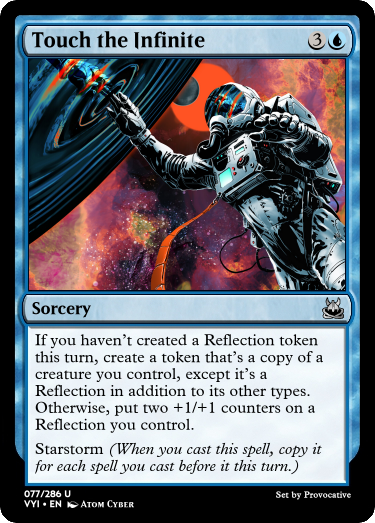 Touch the Infinite 3
Sorcery
If you haven't created a Reflection token
this turn, create a token that's a copy of a
creature you control, except it's a
Reflection in addition to its other types.
Otherwise, put two +1/+1 counters on a
Reflection you control.
Starstorm (When you cast this spell, copy it
for each spell you cast before it this turn.)
077/286 U
VYI • EN Atom Cyber
Set by Provocative